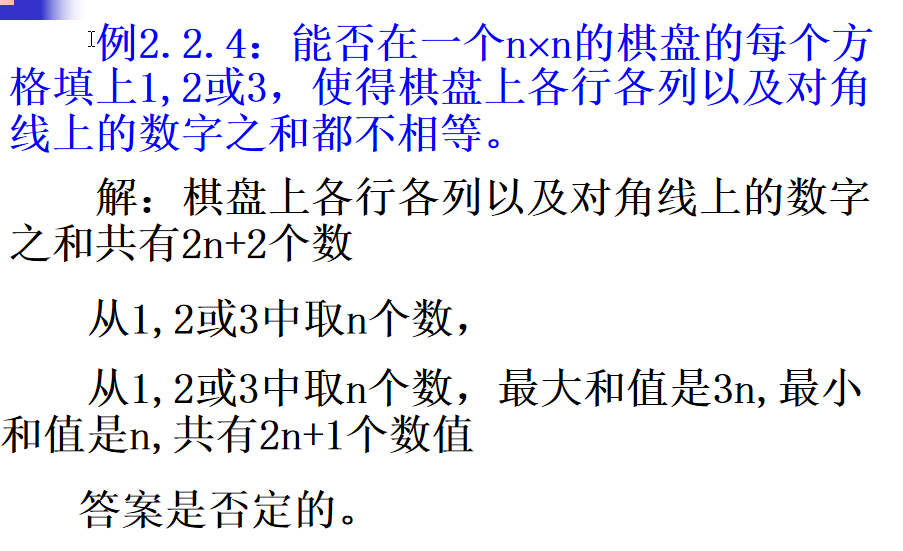 例2.2.4：能否在一个n×n的棋盘的每个方
格填上1,2或3，使得棋盘上各行各列以及对角
线上的数字之和都不相等。
解：棋盘上各行各列以及对角线上的数字
之和共有2n+2个数
从1,2或3中取n个数，
从1,2或3中取n个数，最大和值是3n,最小
和值是n,共有2n+1个数值
答案是否定的。